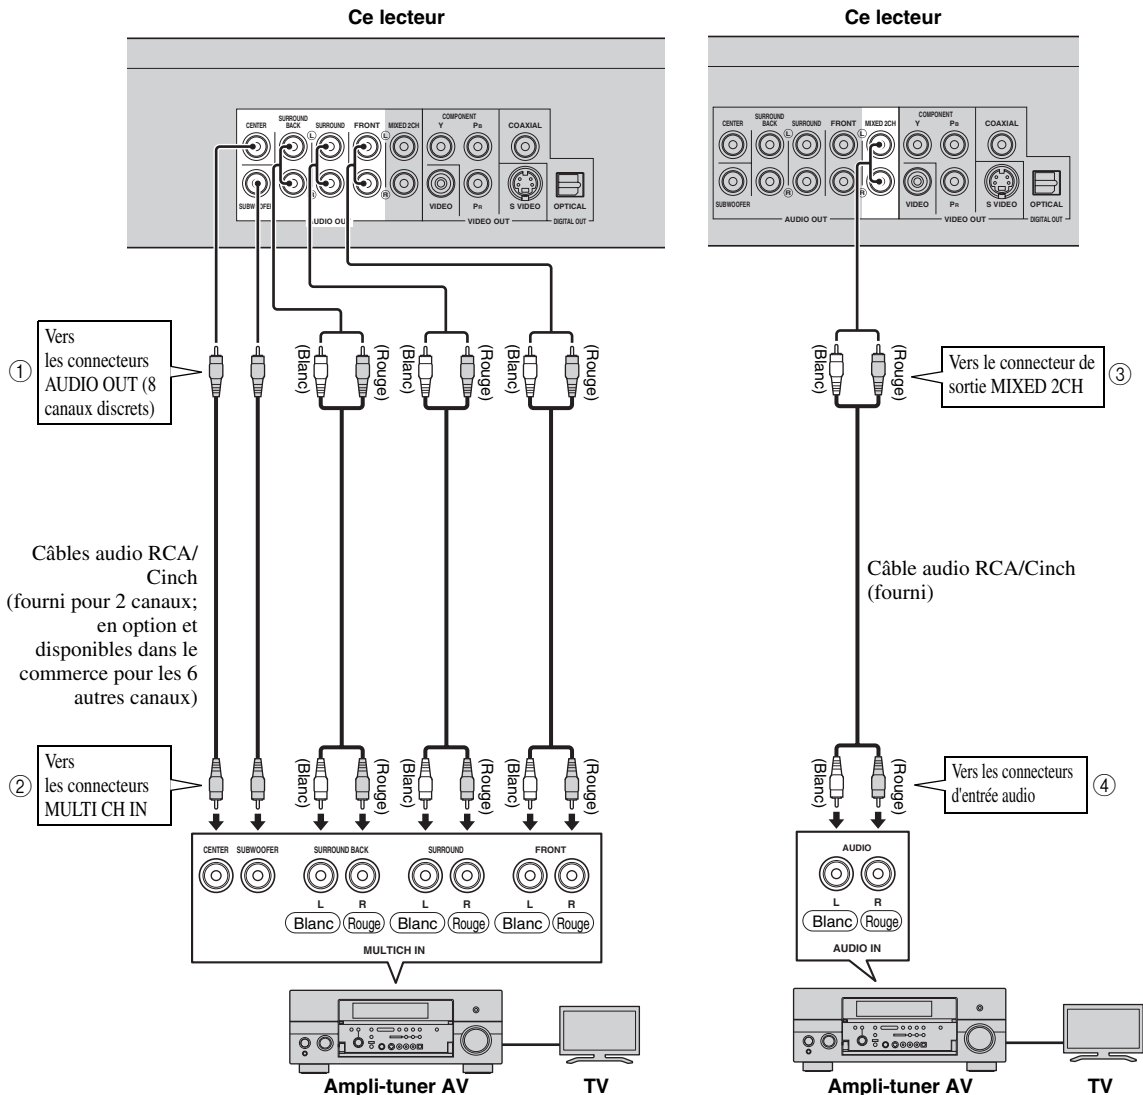 Ce lecteur
CENTER
SURROUND
BACK
L
SURROUND
FRONT
L
MIXED 2CH
COMPONENT
Y
PB
COAXIAL
SUBWOOFER
R
R
VIDEO
PR
S VIDEO
OPTICAL
AUDIO OUT
VIDEO OUT
DIGITAL OUT
① Vers
les connecteurs
AUDIO OUT (8
canaux discrets)
(Blanc) (Rouge) (Blanc) (Rouge) (Blanc) (Rouge)
Câbles audio RCA/
Cinch
(fourni pour 2 canaux;
en option et
disponibles dans le
commerce pour les 6
autres canaux)
② Vers
les connecteurs
MULTI CH IN
(Blanc) (Rouge) (Blanc) (Rouge) (Blanc) (Rouge)
CENTER SUBWOOFER SURROUND BACK SURROUND FRONT
L R L R L R
Blanc Rouge Blanc Rouge Blanc Rouge
MULTICH IN
Ampli-tuner AV TV
Ce lecteur
CENTER
SURROUND
BACK
L
SURROUND
FRONT
L
MIXED 2CH
COMPONENT
Y
PB
COAXIAL
SUBWOOFER
R
R
VIDEO
PR
S VIDEO
OPTICAL
AUDIO OUT
VIDEO OUT
DIGITAL OUT
(Blanc) (Rouge)
Vers le connecteur de
sortie MIXED 2CH ③
Câble audio RCA/Cinch
(fourni)
(Blanc) (Rouge)
Vers les connecteurs
d'entrée audio ④
AUDIO
L R
Blanc Rouge
AUDIO IN
Ampli-tuner AV TV